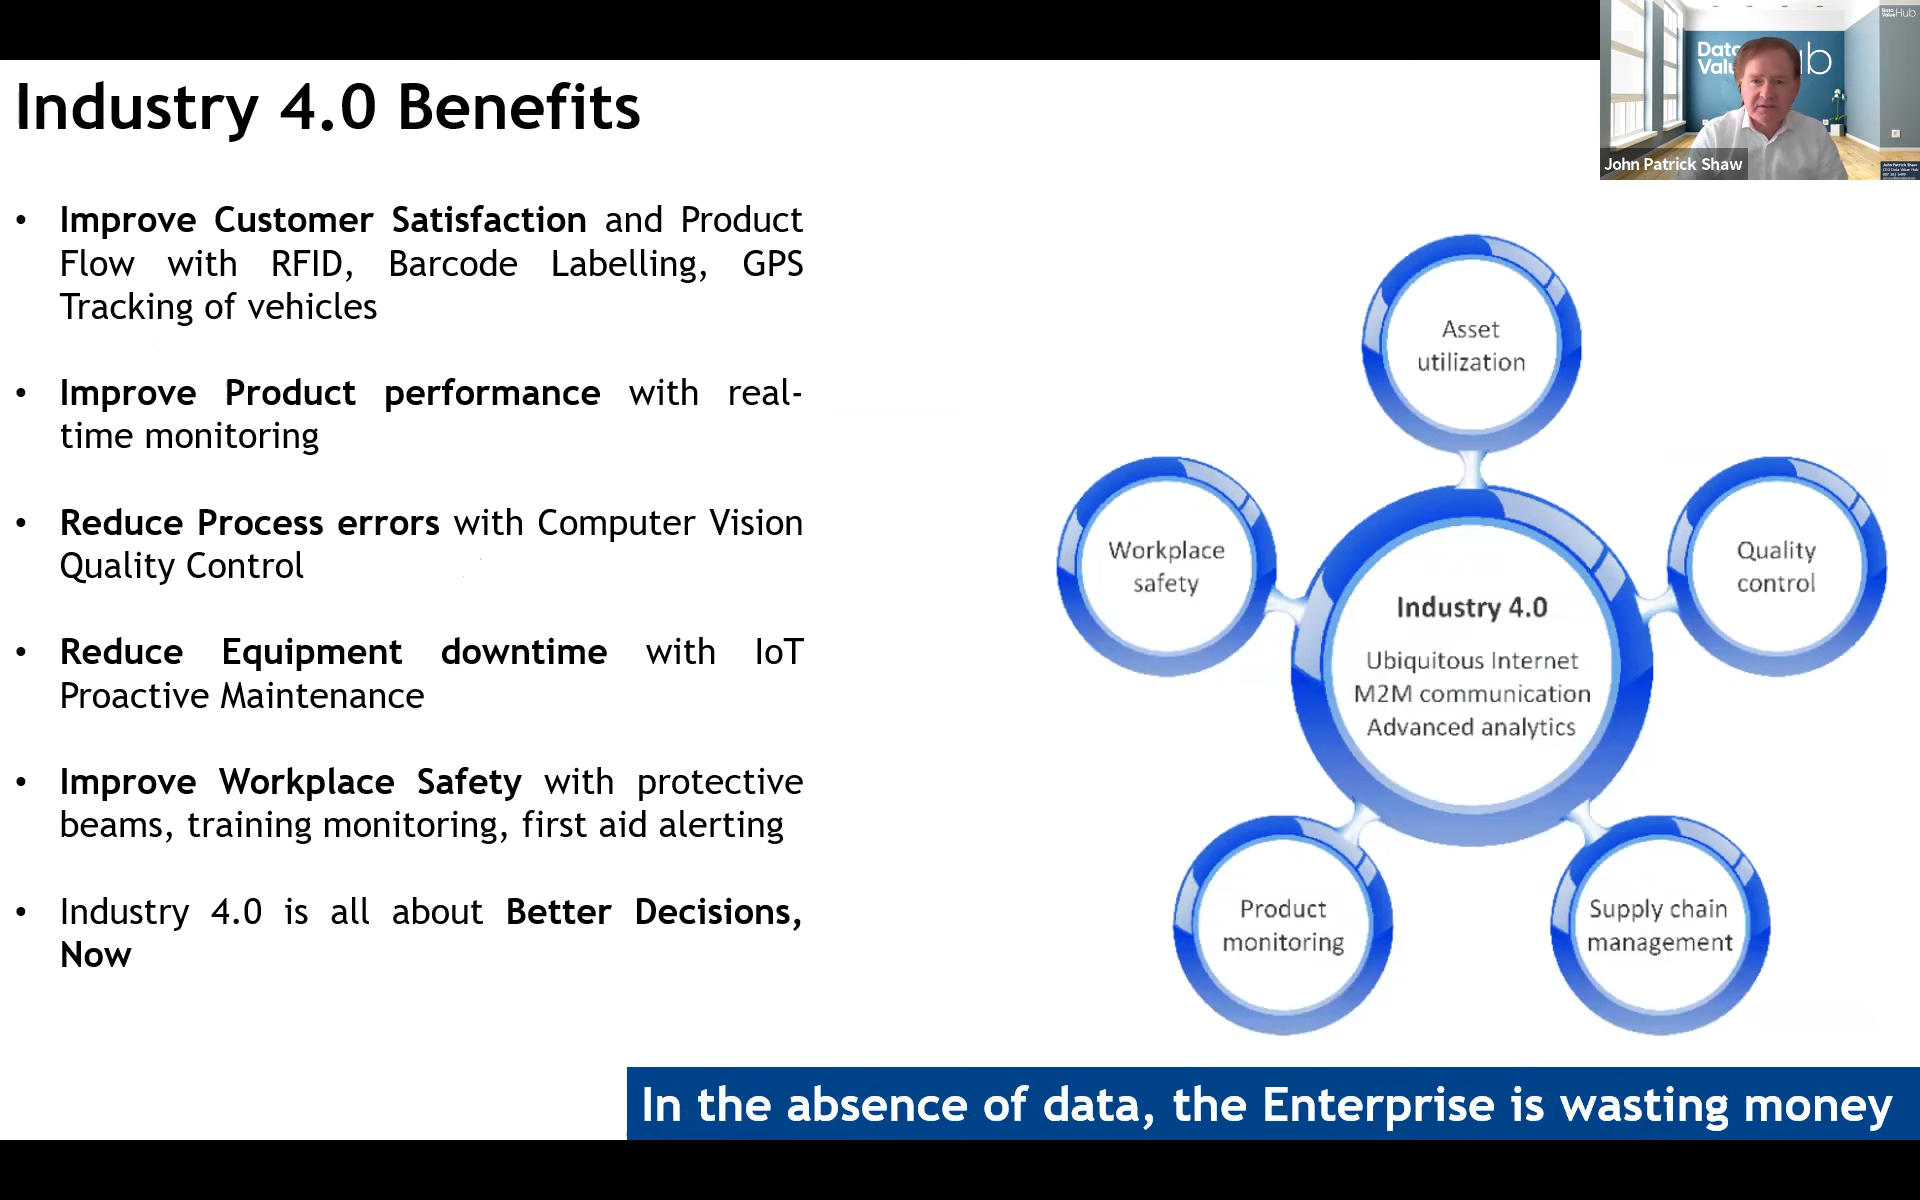 Industry 4.0 Benefits
• Improve Customer Satisfaction and Product
Flow with RFID, Barcode Labelling, GPS
Tracking of vehicles
• Improve Product performance with real-
time monitoring
• Reduce Process errors with Computer Vision
Quality Control
• Reduce Equipment downtime with IoT
Proactive Maintenance
• Improve Workplace Safety with protective
beams, training monitoring, first aid alerting
• Industry 4.0 is all about Better Decisions,
Now
Asset
utilization
Workplace
safety
Quality
control
Industry 4.0
Ubiquitous Internet
M2M communication
Advanced analytics
Product
monitoring
Supply chain
management
In the absence of data, the Enterprise is wasting money
Data
Value Hub
John Patrick Shaw